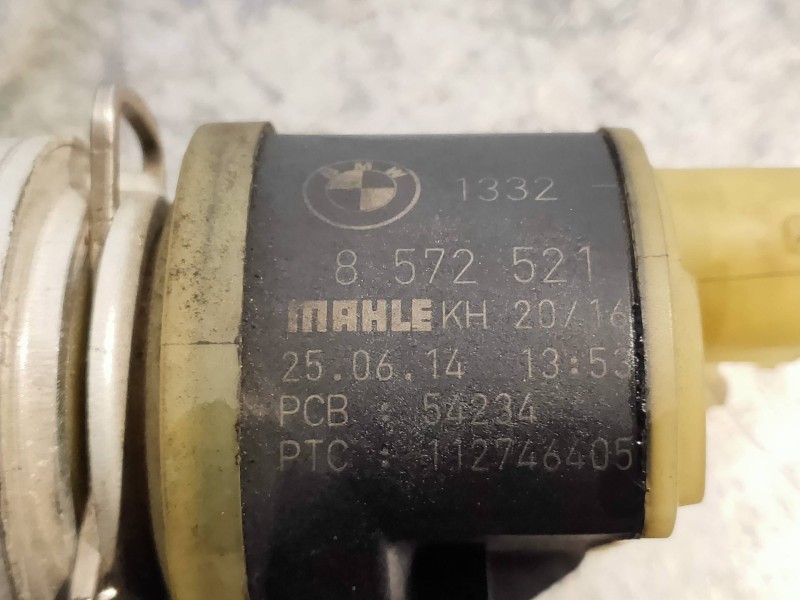 BMW
1332 -
8 572 521
MAHLE KH 20/16
25.06.14 13:53
PCB : 54234
PTC : 112746405